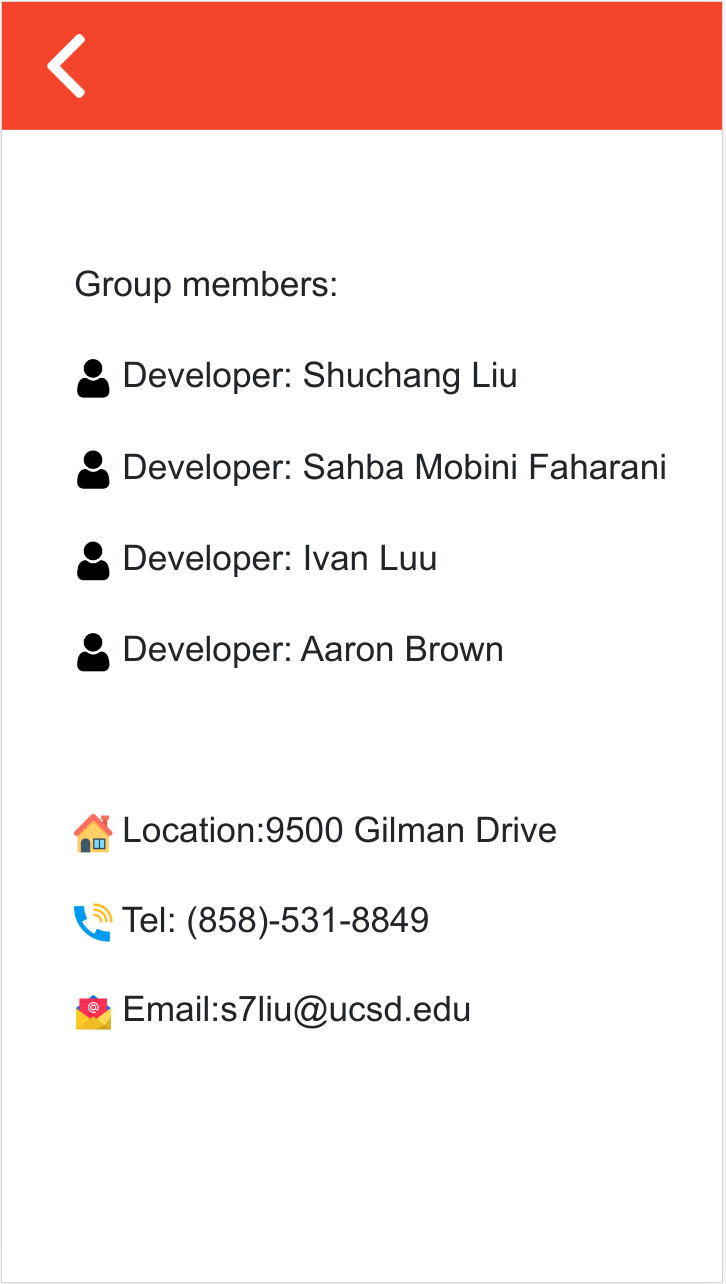 Group members:
Developer: Shuchang Liu
Developer: Sahba Mobini Faharani
Developer: Ivan Luu
Developer: Aaron Brown
Location:9500 Gilman Drive
Tel: (858)-531-8849
Email:s7liu@ucsd.edu